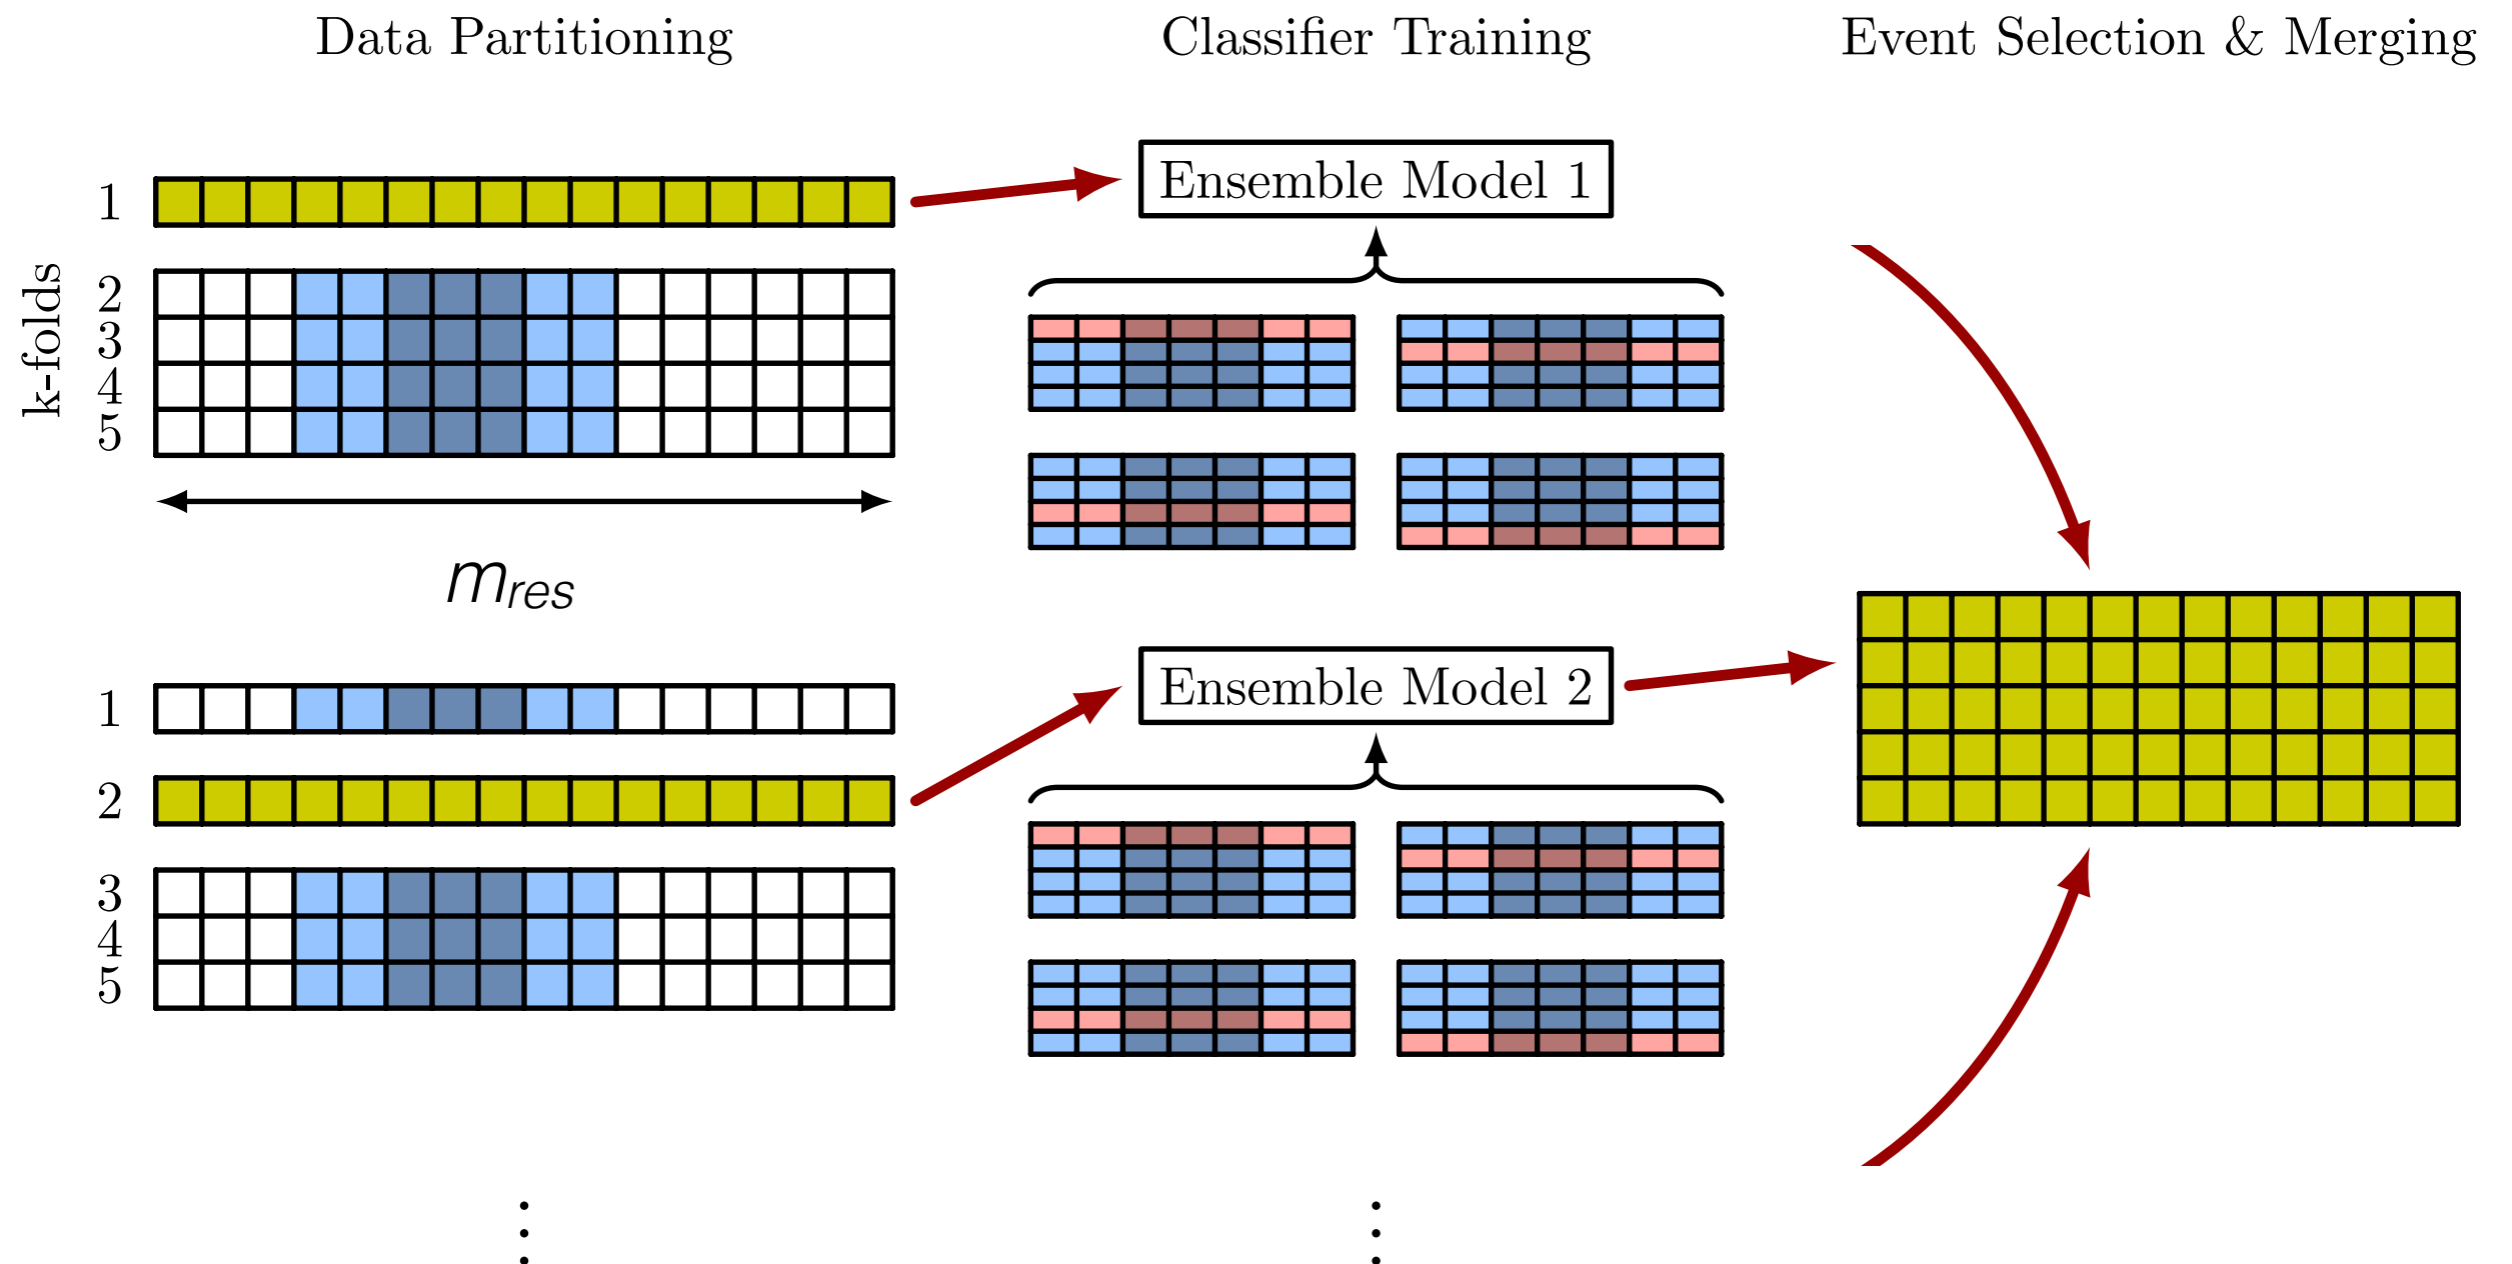 Data Partitioning
Classifier Training
Event Selection & Merging
k-folds
1
2
3
4
5
m_res
Ensemble Model 1
1
2
3
4
5
Ensemble Model 2